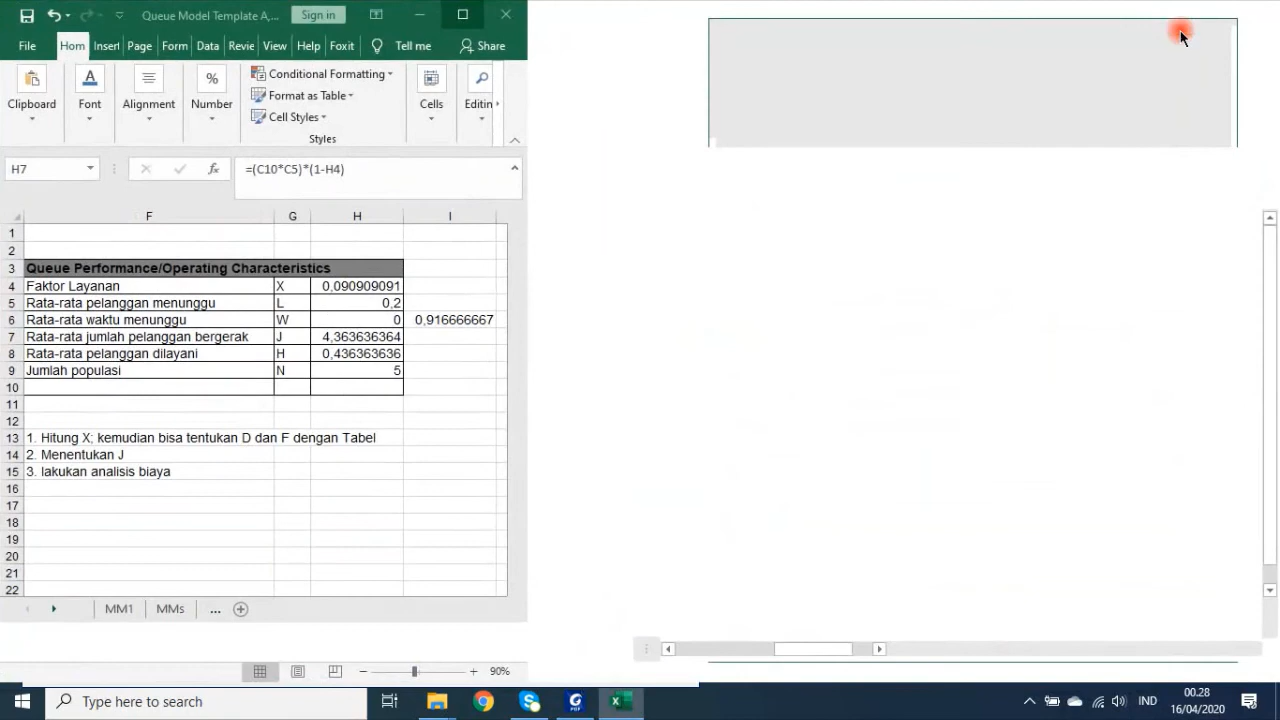 Queue Model Template A,...
Sign in
File Hom Inser Page Form Data Revie View Help Foxit Tell me Share
Clipboard
Font
Alignment
%
Number
Conditional Formatting
Format as Table
Cell Styles
Styles
Cells
Editin
H7
fx
=(C10*C5)*(1-H4)
F G H I
1
2
3 Queue Performance/Operating Characteristics
4 Faktor Layanan X 0,090909091
5 Rata-rata pelanggan menunggu L 0,2
6 Rata-rata waktu menunggu W 0 0,916666667
7 Rata-rata jumlah pelanggan bergerak J 4,363636364
8 Rata-rata pelanggan dilayani H 0,436363636
9 Jumlah populasi N 5
10
11
12
13 1. Hitung X; kemudian bisa tentukan D dan F dengan Tabel
14 2. Menentukan J
15 3. lakukan analisis biaya
16
17
18
19
20
21
22
MM1 MMs ...
90%
Type here to search
PDF
IND
00.28
16/04/2020